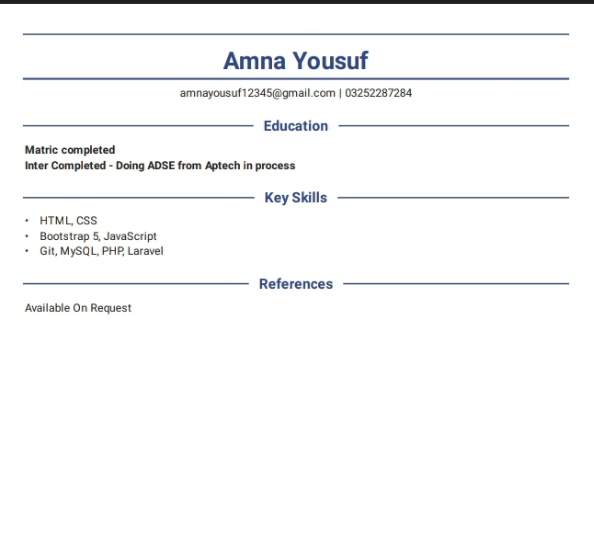 Amna Yousuf
amnayousuf12345@gmail.com | 03252287284
Education
Matric completed
Inter Completed - Doing ADSE from Aptech in process
Key Skills
• HTML, CSS
• Bootstrap 5, JavaScript
• Git, MySQL, PHP, Laravel
References
Available On Request